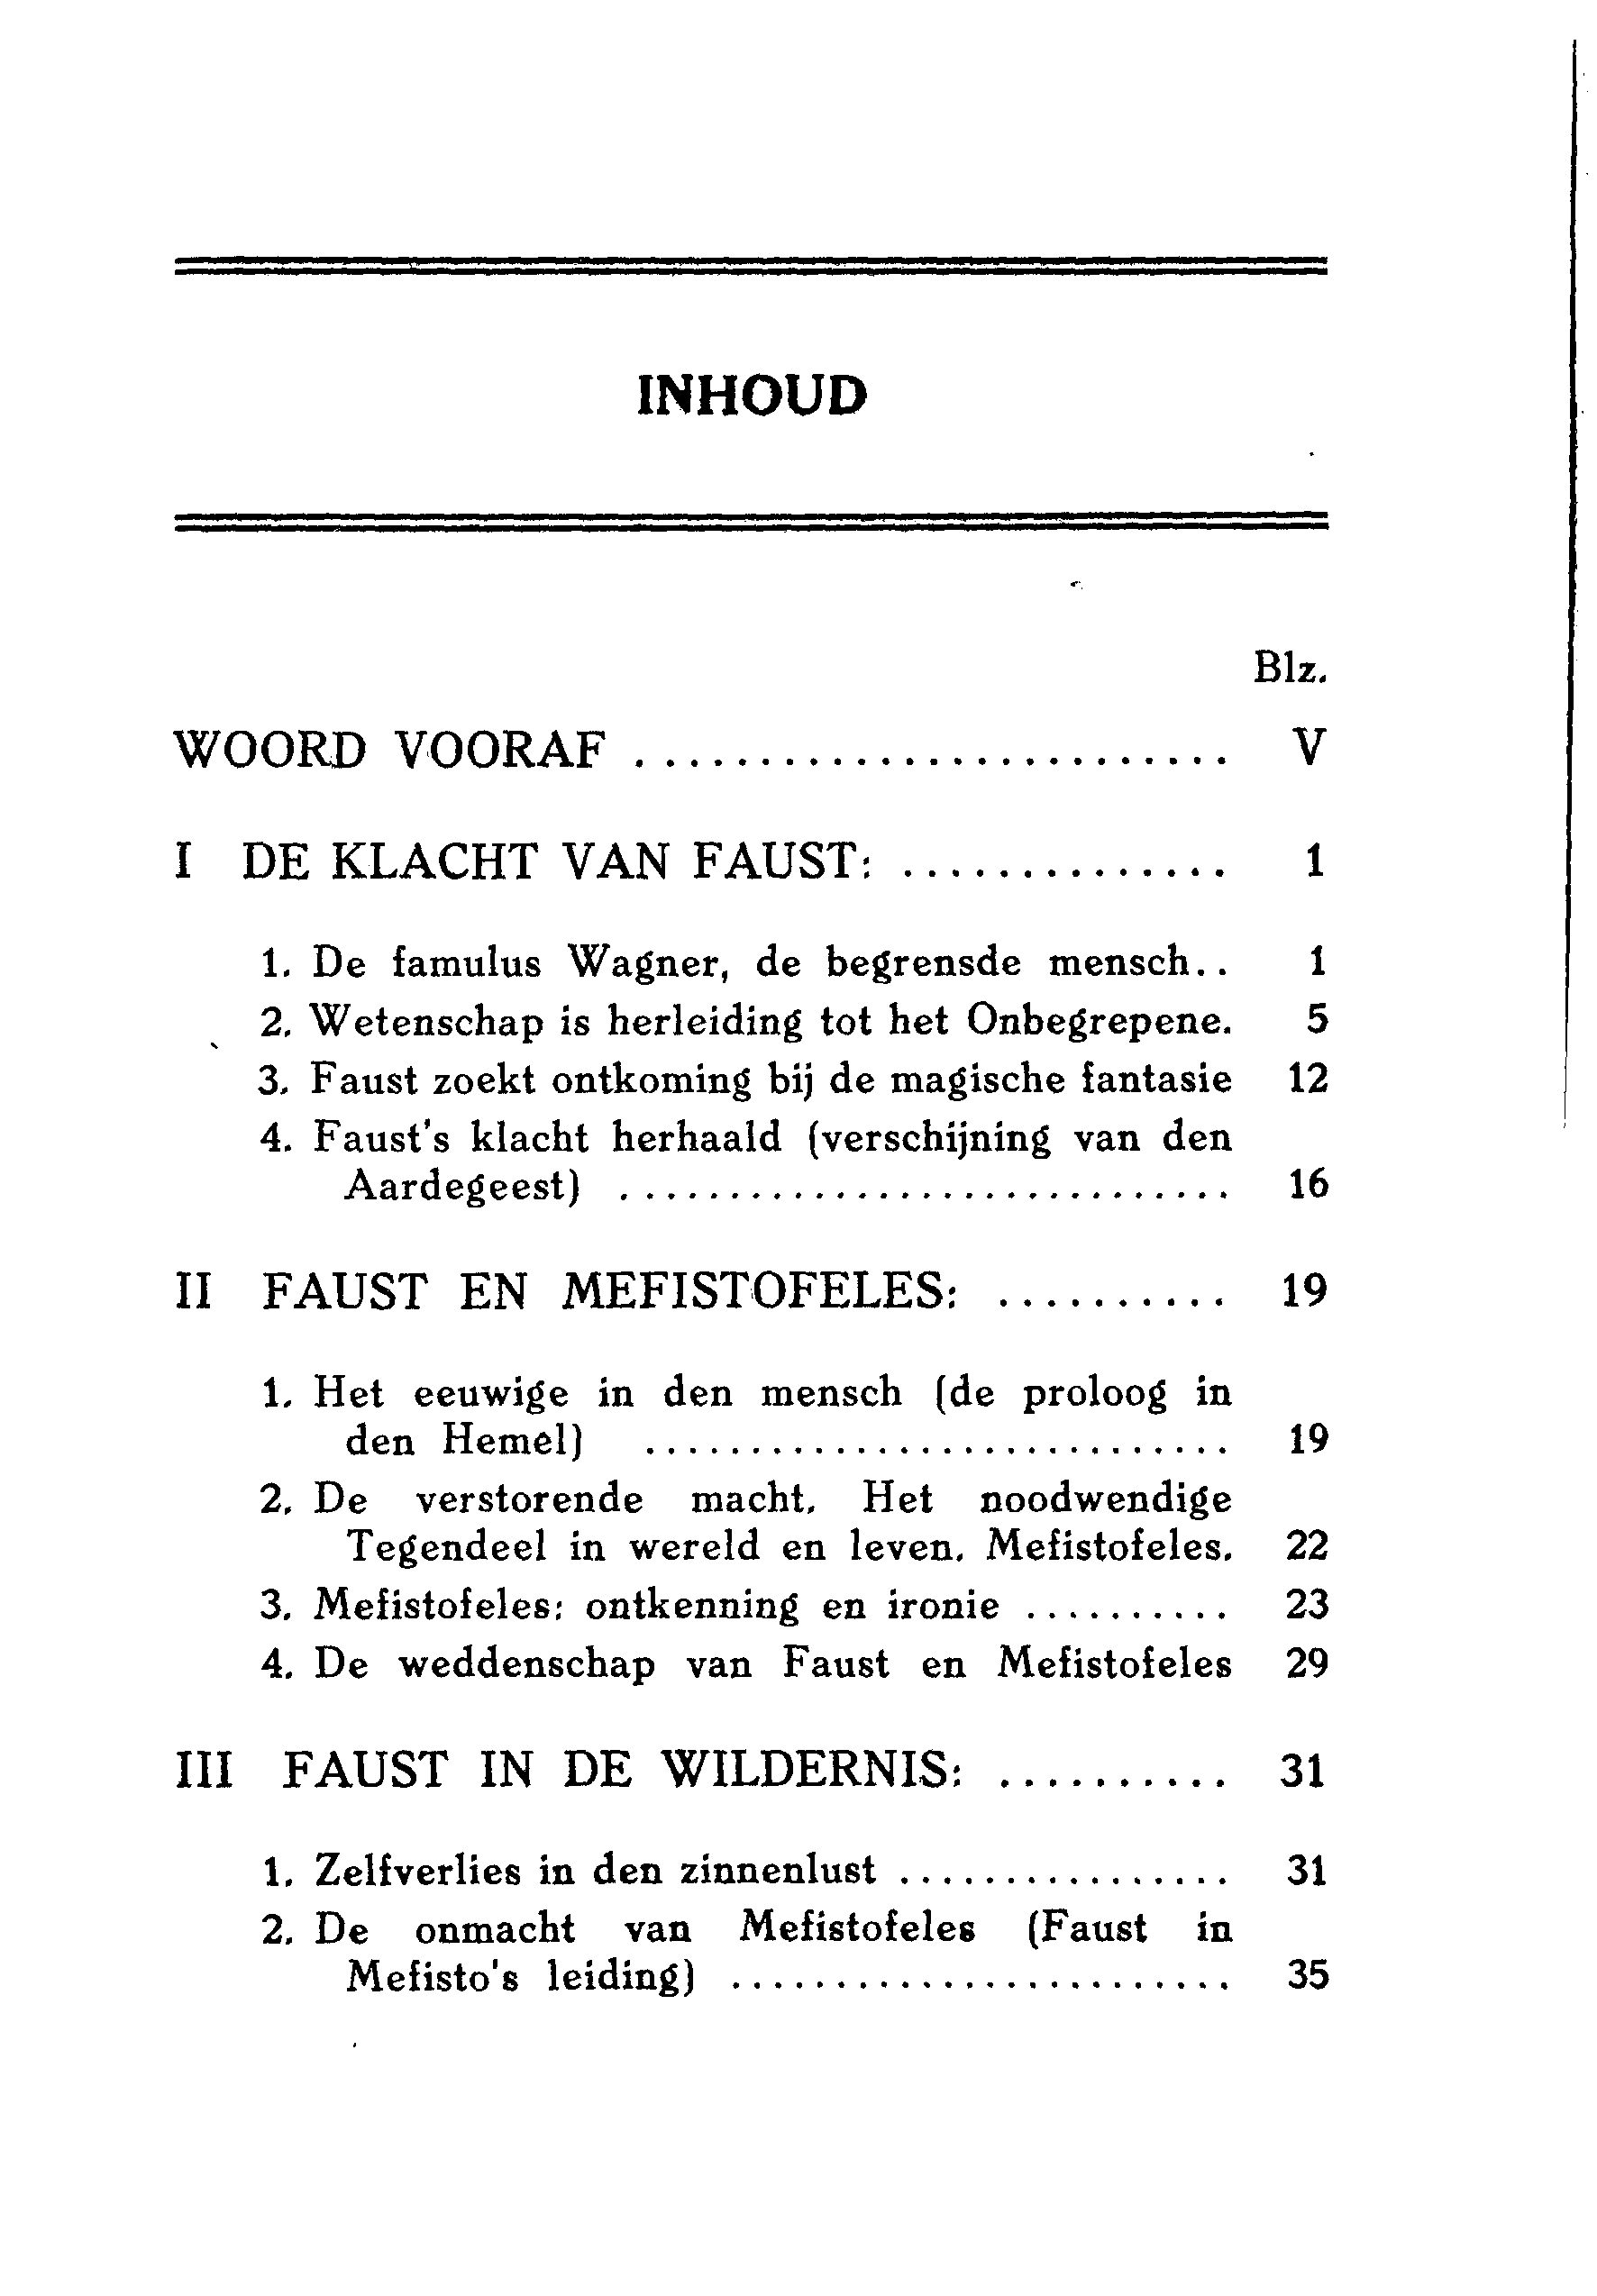 INHOUD
Blz.
WOORD VOORAF ......................... V
I DE KLACHT VAN FAUST: .............. 1
1. De famulus Wagner, de begrensde mensch.. 1
2. Wetenschap is herleiding tot het Onbegrepene. 5
3. Faust zoekt ontkoming bij de magische fantasie 12
4. Faust's klacht herhaald (verschijning van den
Aardegeest) ............................. 16
II FAUST EN MEFISTOFELES: .......... 19
1. Het eeuwige in den mensch (de proloog in
den Hemel) ............................ 19
2. De verstorende macht. Het noodwendige
Tegendeel in wereld en leven. Mefistofeles. 22
3. Mefistofeles: ontkenning en ironie .......... 23
4. De weddenschap van Faust en Mefistofeles 29
III FAUST IN DE WILDERNIS: .......... 31
1. Zelfverlies in den zinnenlust ................ 31
2. De onmacht van Mefistofeles (Faust in
Mefisto's leiding) ........................ 35